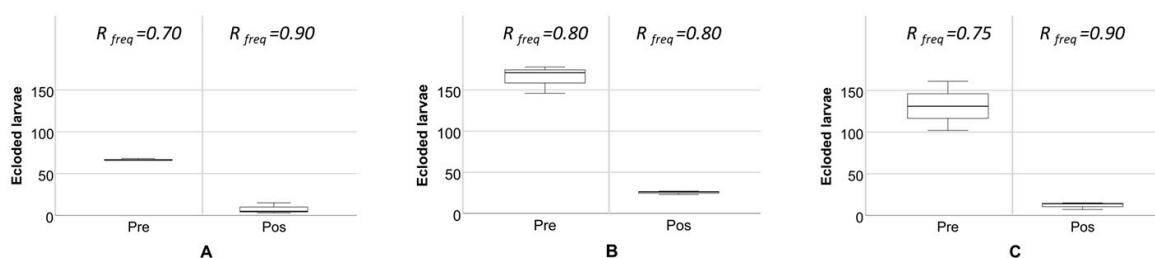 R freq =0.70 R freq =0.90
150
100
50
0
Ecloded larvae
Pre Pos
A
R freq =0.80 R freq =0.80
150
100
50
0
Ecloded larvae
Pre Pos
B
R freq =0.75 R freq =0.90
150
100
50
0
Ecloded larvae
Pre Pos
C